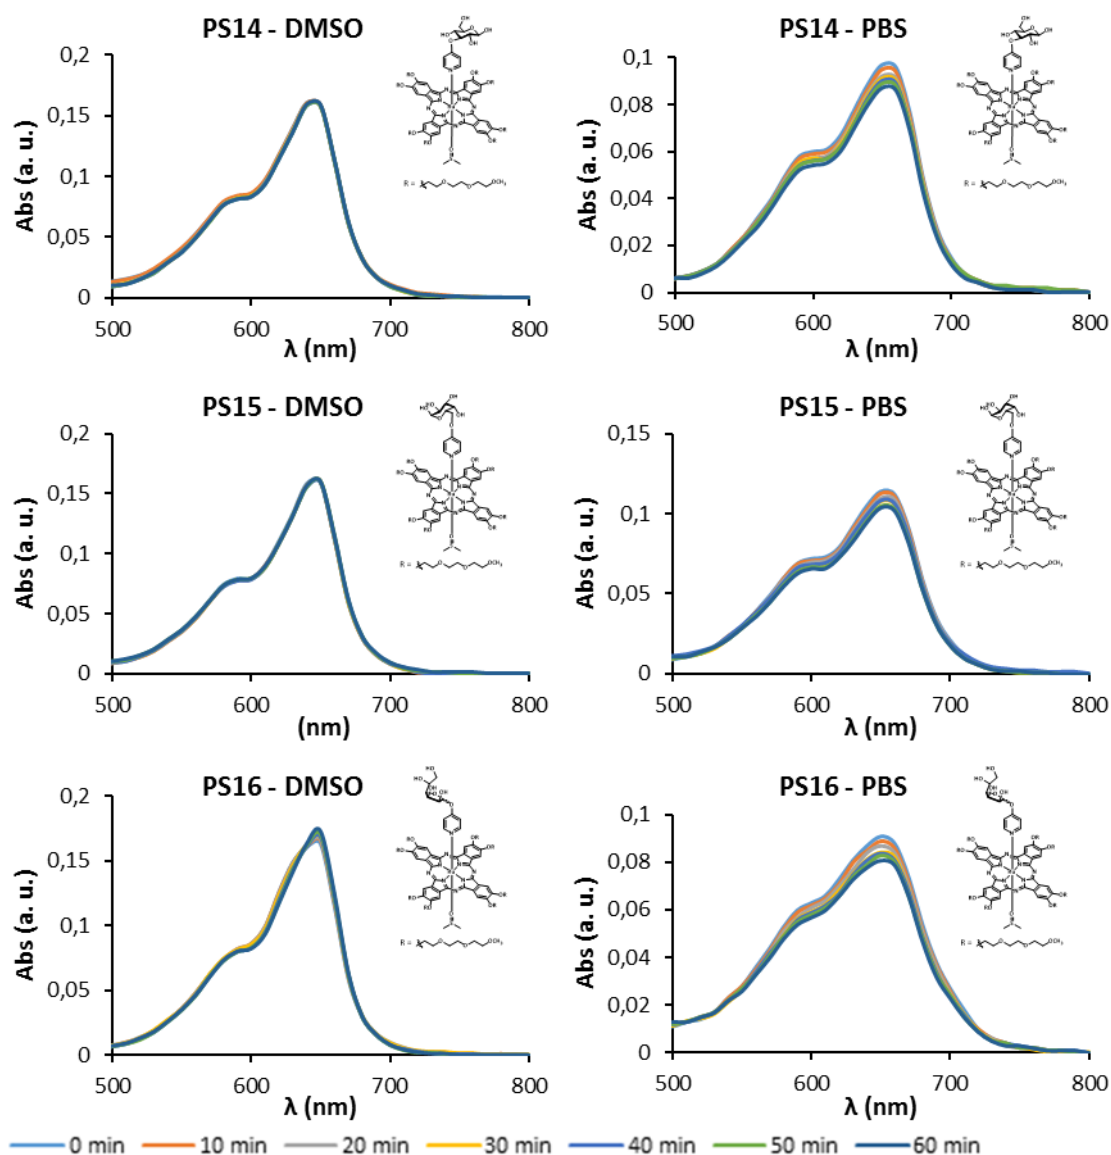 PS14 - DMSO
0,2
0,15
0,1
0,05
0
500 600 700 800
Abs (a. u.)
λ (nm)
R = O O OCH3
PS14 - PBS
0,1
0,08
0,06
0,04
0,02
0
500 600 700 800
Abs (a. u.)
λ (nm)
R = O O OCH3
PS15 - DMSO
0,2
0,15
0,1
0,05
0
500 600 700 800
Abs (a. u.)
(nm)
R = O O OCH3
PS15 - PBS
0,15
0,1
0,05
0
500 600 700 800
Abs (a. u.)
λ (nm)
R = O O OCH3
PS16 - DMSO
0,2
0,15
0,1
0,05
0
500 600 700 800
Abs (a. u.)
λ (nm)
R = O O OCH3
PS16 - PBS
0,1
0,08
0,06
0,04
0,02
0
500 600 700 800
Abs (a. u.)
λ (nm)
R = O O OCH3
0 min 10 min 20 min 30 min 40 min 50 min 60 min